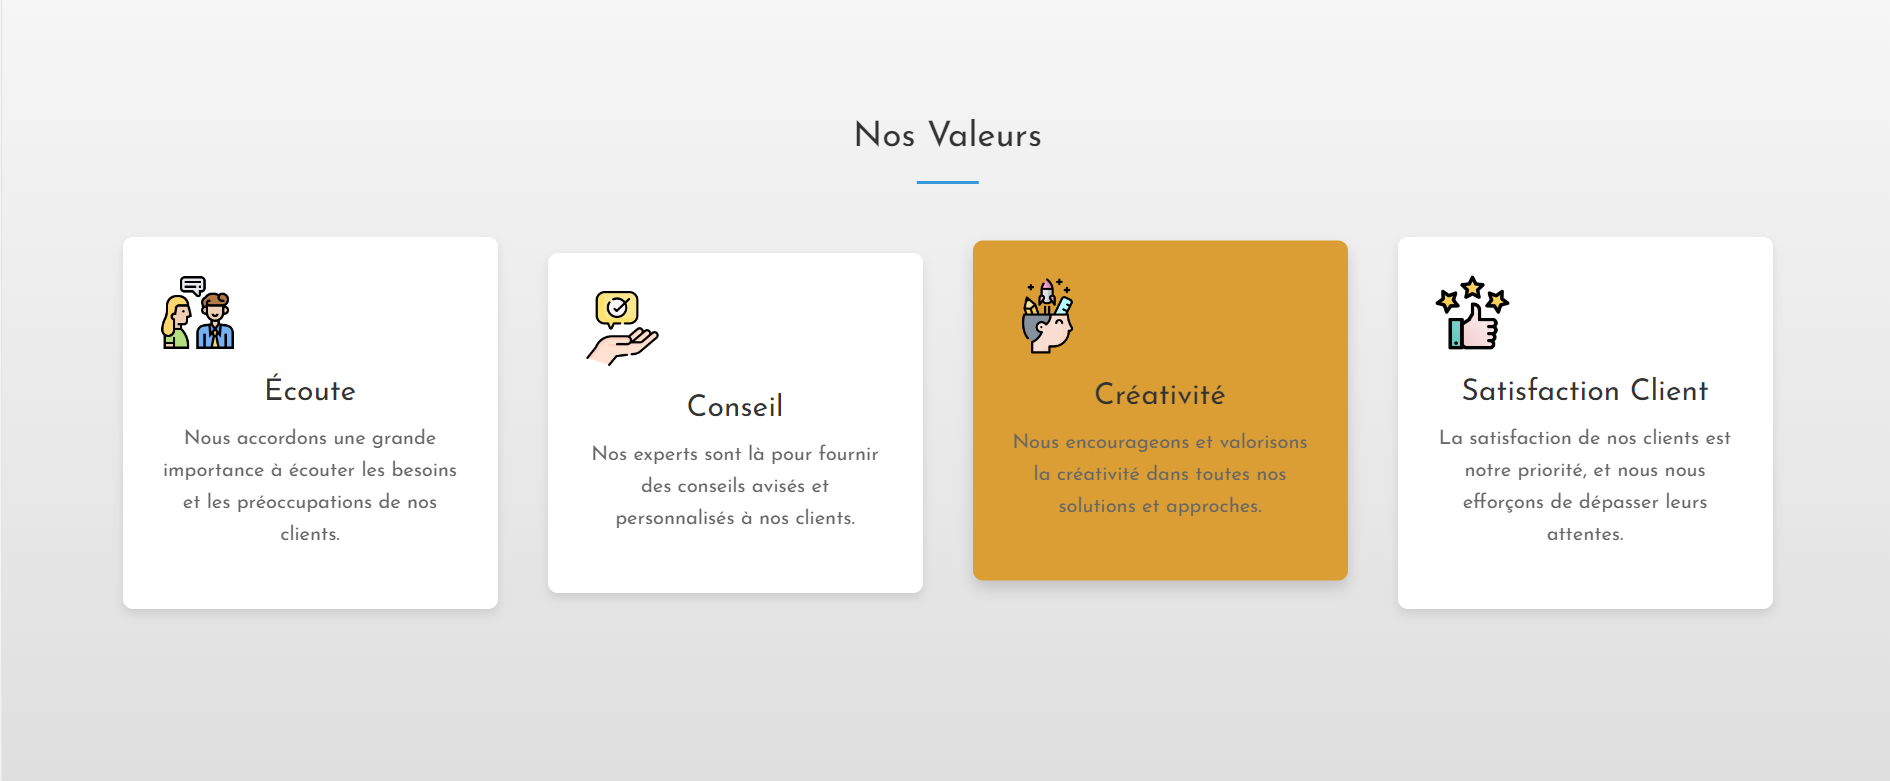 Nos Valeurs
Écoute
Nous accordons une grande
importance à écouter les besoins
et les préoccupations de nos
clients.
Conseil
Nos experts sont là pour fournir
des conseils avisés et
personnalisés à nos clients.
Créativité
Nous encourageons et valorisons
la créativité dans toutes nos
solutions et approches.
Satisfaction Client
La satisfaction de nos clients est
notre priorité, et nous nous
efforçons de dépasser leurs
attentes.